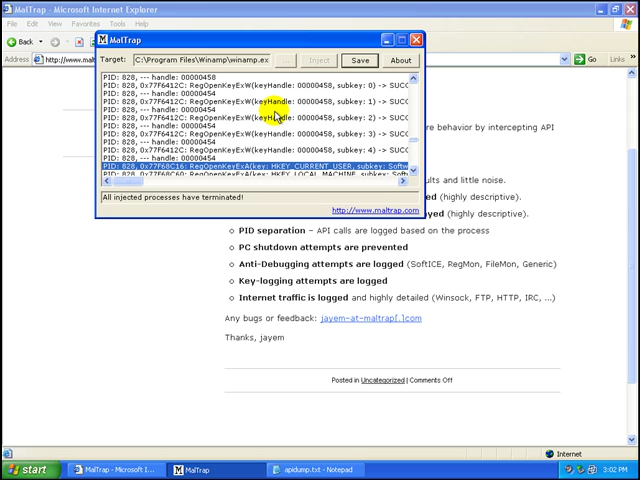 MalTrap - Microsoft Internet Explorer
File Edit View Favorites Tools Help
Back
http://www.m
Go
Links
MalTrap
Target: C:\Program Files\Winamp\winamp.ex ... Inject Save About
PID: 828, --- handle: 00000458
PID: 828, 0x77F6412C: RegOpenKeyExW(keyHandle: 00000458, subkey: 0) -> SUCC
PID: 828, --- handle: 00000454
PID: 828, 0x77F6412C: RegOpenKeyExW(keyHandle: 00000458, subkey: 1) -> SUCC
PID: 828, --- handle: 00000454
PID: 828, 0x77F6412C: RegOpenKeyExW(keyHandle: 00000458, subkey: 2) -> SUCC
PID: 828, --- handle: 00000454
PID: 828, 0x77F6412C: RegOpenKeyExW(keyHandle: 00000458, subkey: 3) -> SUCC
PID: 828, --- handle: 00000454
PID: 828, 0x77F6412C: RegOpenKeyExW(keyHandle: 00000458, subkey: 4) -> SUCC
PID: 828, --- handle: 00000454
PID: 828, 0x77F68C16: RegOpenKeyExA(key: HKEY_CURRENT_USER, subkey: Softw
PID: 828, 0x77F68C60: RegOpenKeyExA(key: HKEY_LOCAL_MACHINE, subkey: Softw
All injected processes have terminated!
http://www.maltrap.com
re behavior by intercepting API
ults and little noise.
ed (highly descriptive).
oyed (highly descriptive).
PID separation – API calls are logged based on the process
PC shutdown attempts are prevented
Anti-Debugging attempts are logged (SoftICE, RegMon, FileMon, Generic)
Key-logging attempts are logged
Internet traffic is logged and highly detailed (Winsock, FTP, HTTP, IRC, ...)
Any bugs or feedback: jayem-at-maltrap[.]com
Thanks, jayem
Posted in Uncategorized | Comments Off
Internet
start
MalTrap - Microsoft I...
MalTrap
apidump.txt - Notepad
3:02 PM